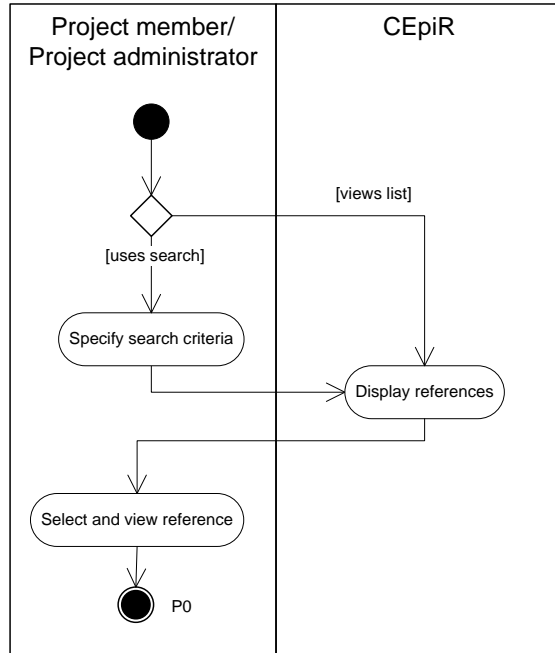 Project member/
Project administrator
CEpiR
[views list]
[uses search]
Specify search criteria
Display references
Select and view reference
P0